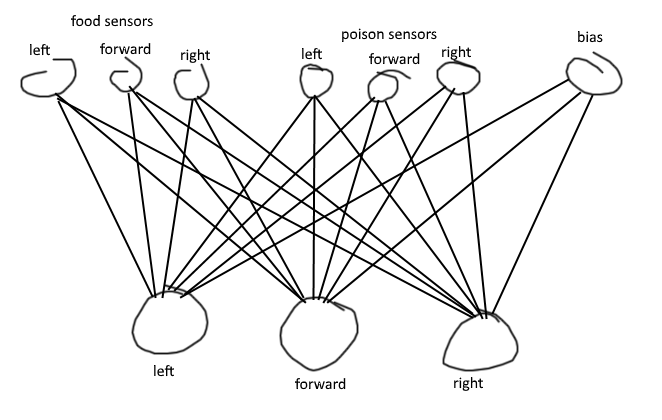 food sensors
left
forward
right
poison sensors
left
forward
right
bias
left
forward
right